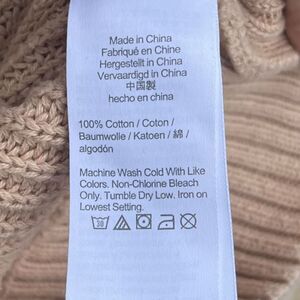 Made in China
Fabriqué en Chine
Hergestellt in China
Vervaardigd in China
中国製
hecho en china
100% Cotton / Coton /
Baumwolle / Katoen / 綿 /
algodón
Machine Wash Cold With Like
Colors. Non-Chlorine Bleach
Only. Tumble Dry Low. Iron on
Lowest Setting.
30